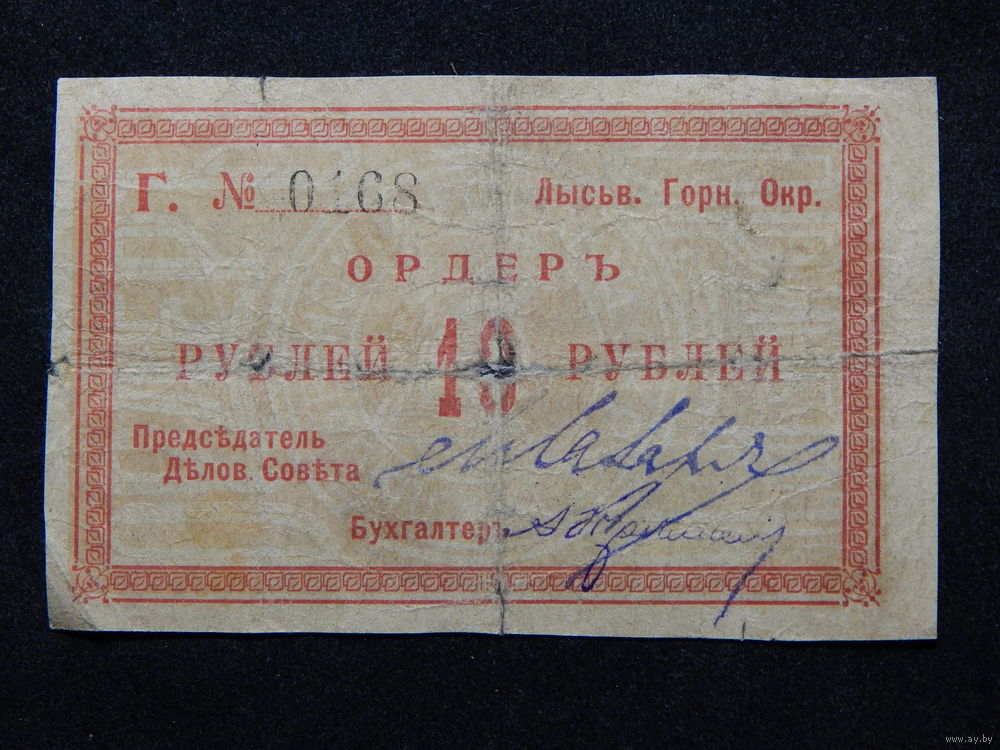 Г. № 0168 Лысьв. Горн. Окр.
ОРДЕРЪ
РУБЛЕЙ 10 РУБЛЕЙ
Предсѣдатель
Дѣлов. Совѣта
Бухгалтеръ
www.ay.by